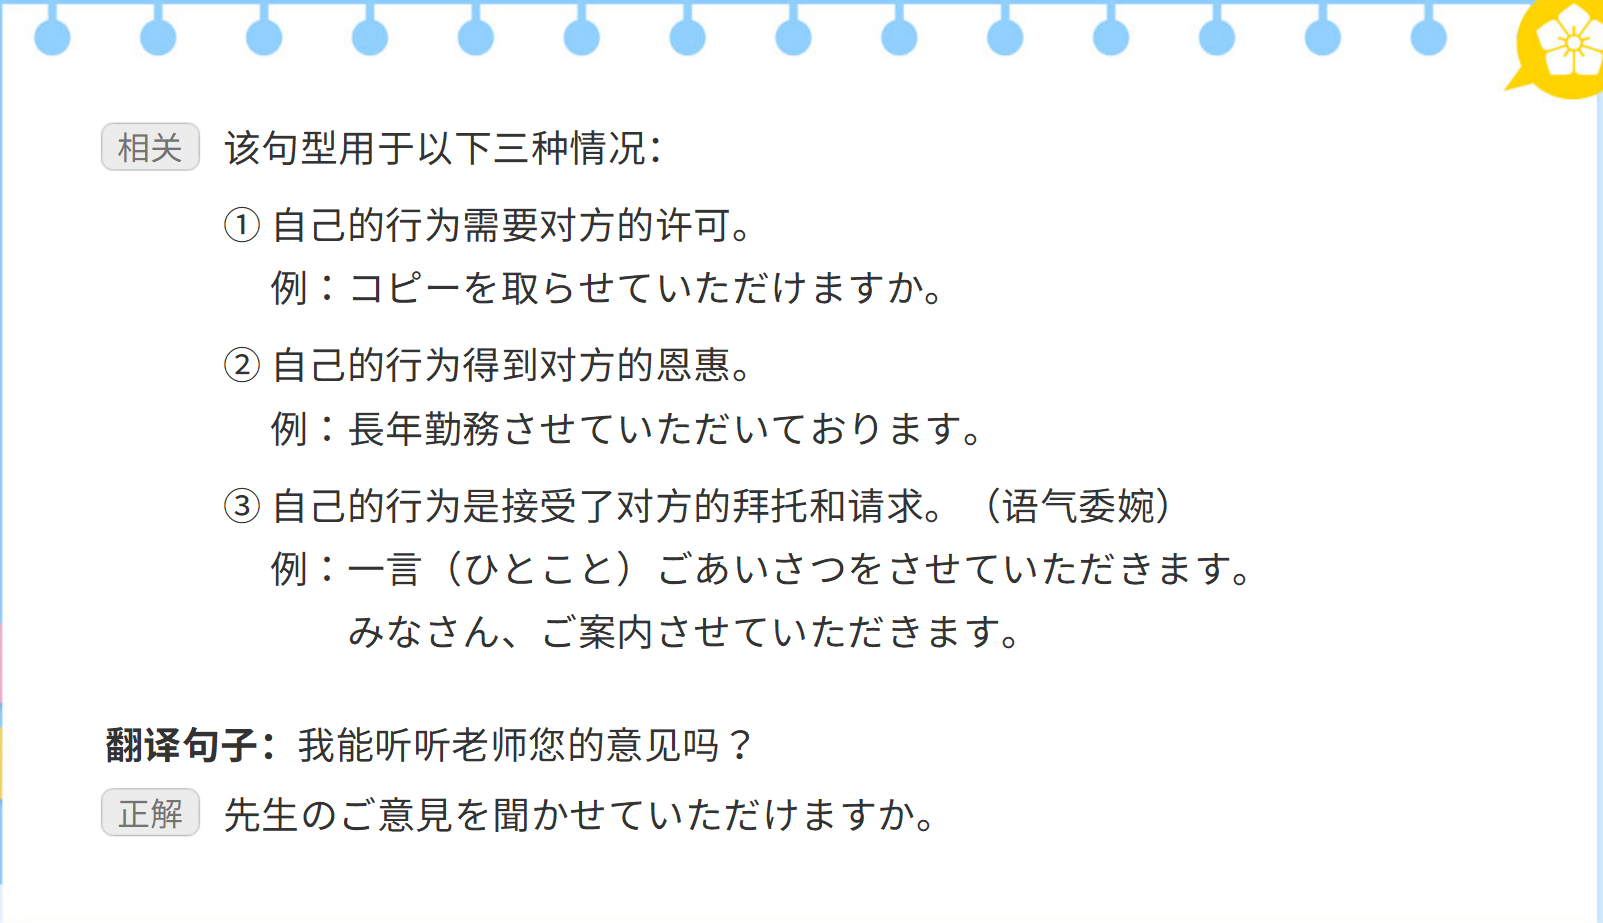 相关 该句型用于以下三种情况：
① 自己的行为需要对方的许可。
例：コピーを取らせていただけますか。
② 自己的行为得到对方的恩惠。
例：長年勤務させていただいております。
③ 自己的行为是接受了对方的拜托和请求。（语气委婉）
例：一言（ひとこと）ごあいさつをさせていただきます。
みなさん、ご案内させていただきます。
翻译句子：我能听听老师您的意见吗？
正解 先生のご意見を聞かせていただけますか。